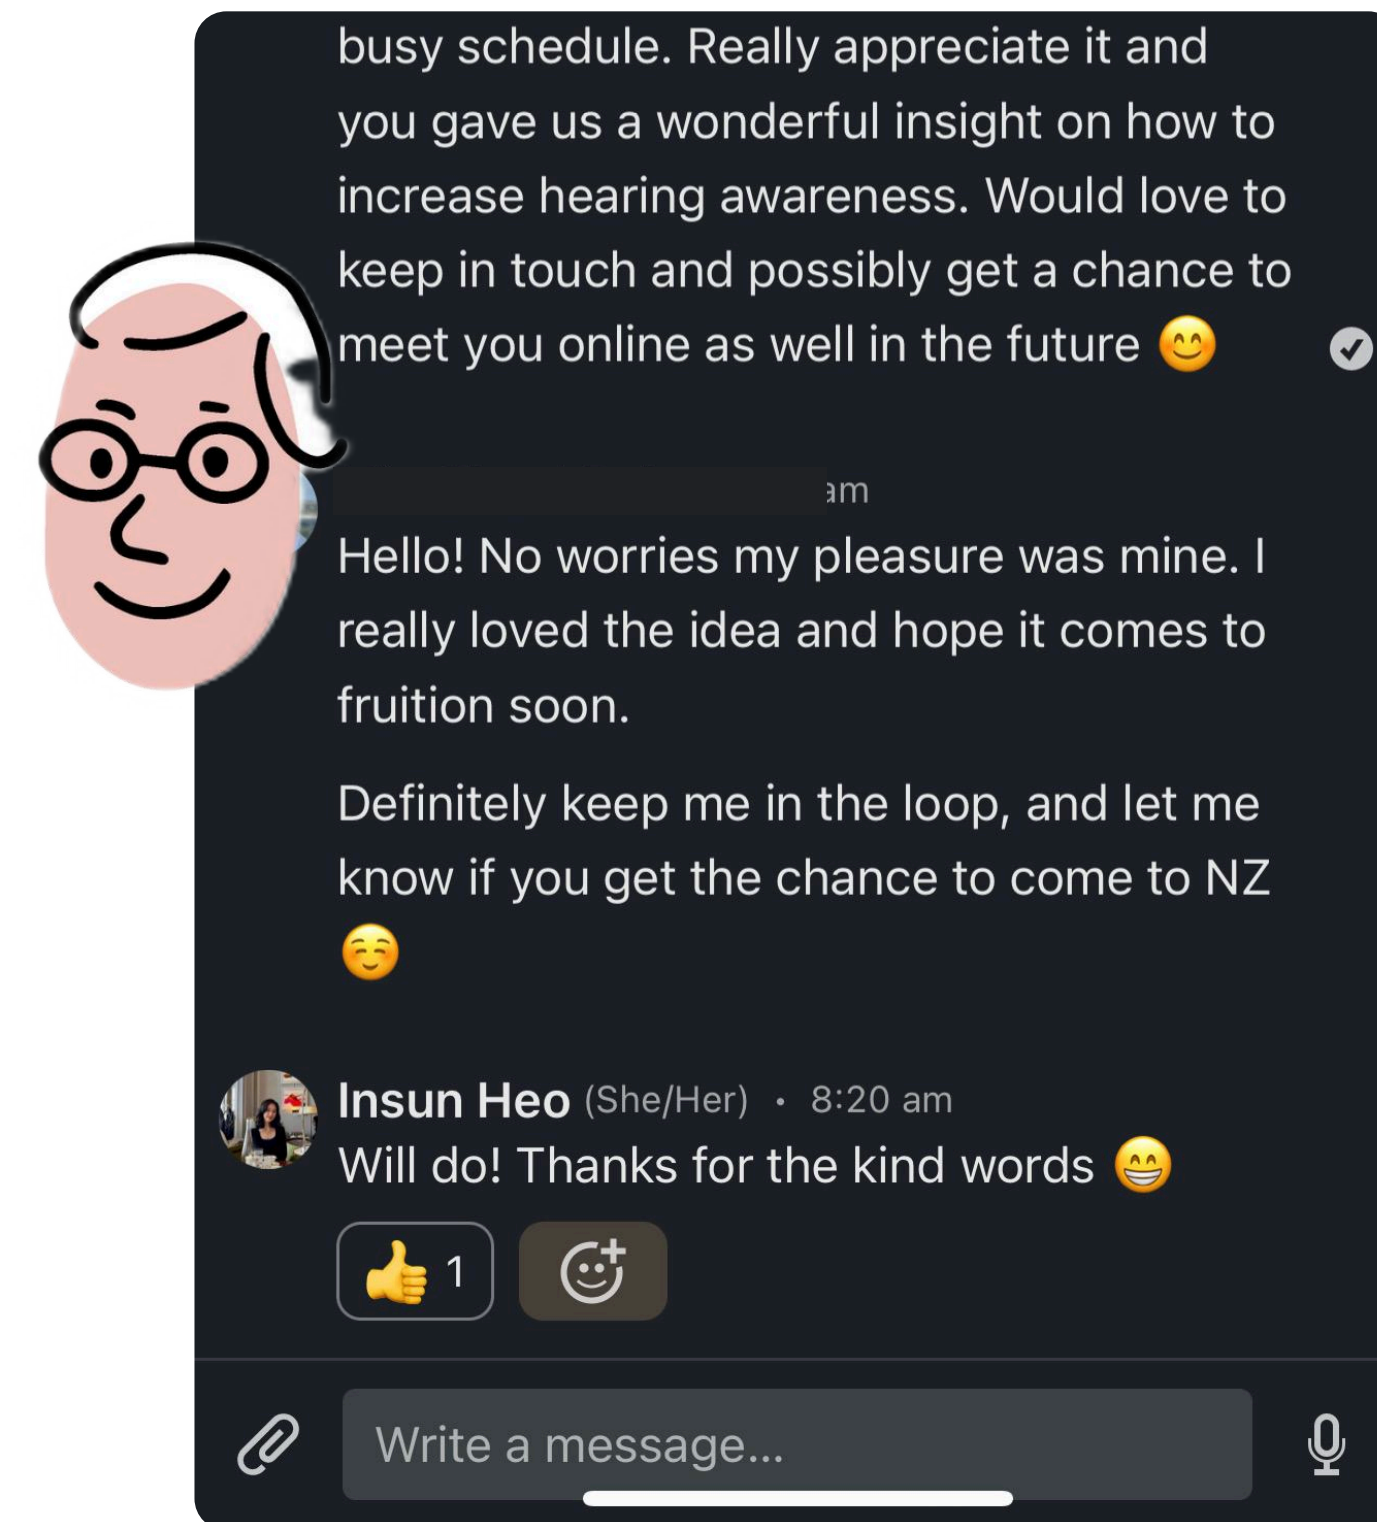 busy schedule. Really appreciate it and
you gave us a wonderful insight on how to
increase hearing awareness. Would love to
keep in touch and possibly get a chance to
meet you online as well in the future 😊
am
Hello! No worries my pleasure was mine. I
really loved the idea and hope it comes to
fruition soon.
Definitely keep me in the loop, and let me
know if you get the chance to come to NZ
☺️
Insun Heo (She/Her) • 8:20 am
Will do! Thanks for the kind words 😁
👍 1
Write a message...